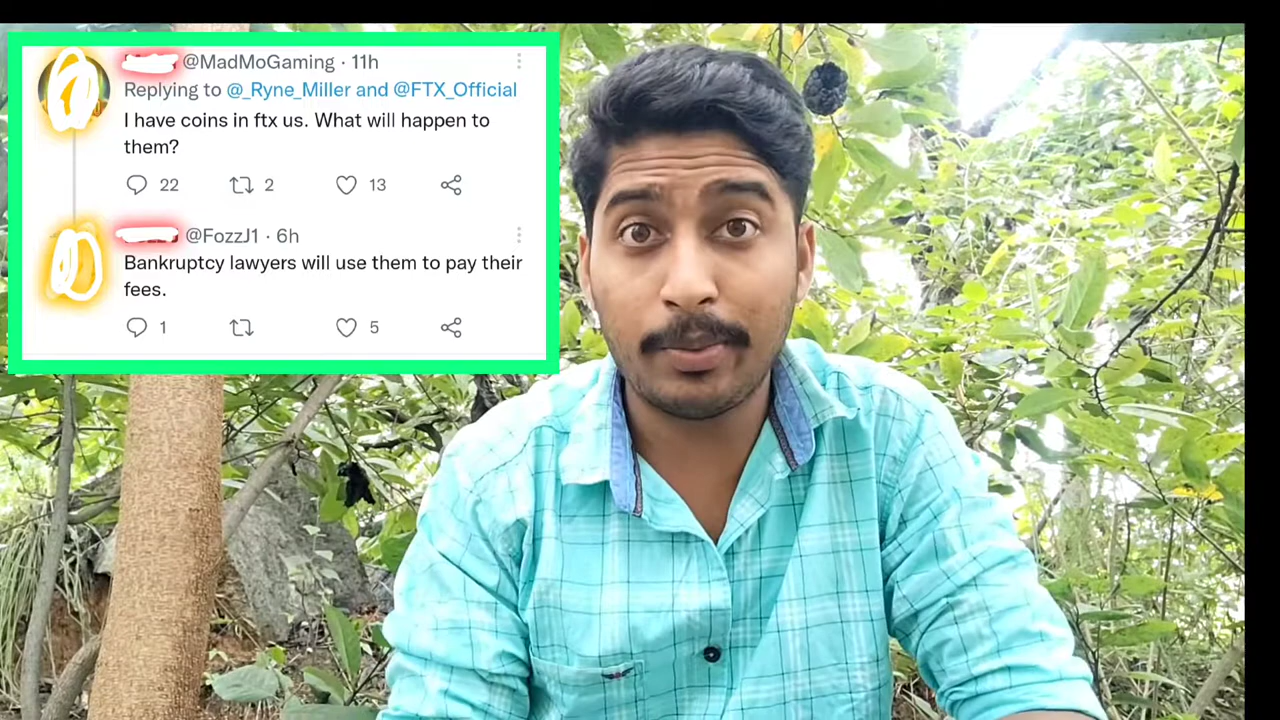 @MadMoGaming · 11h
Replying to @_Ryne_Miller and @FTX_Official
I have coins in ftx us. What will happen to
them?
22 2 13
@FozzJ1 · 6h
Bankruptcy lawyers will use them to pay their
fees.
1 5